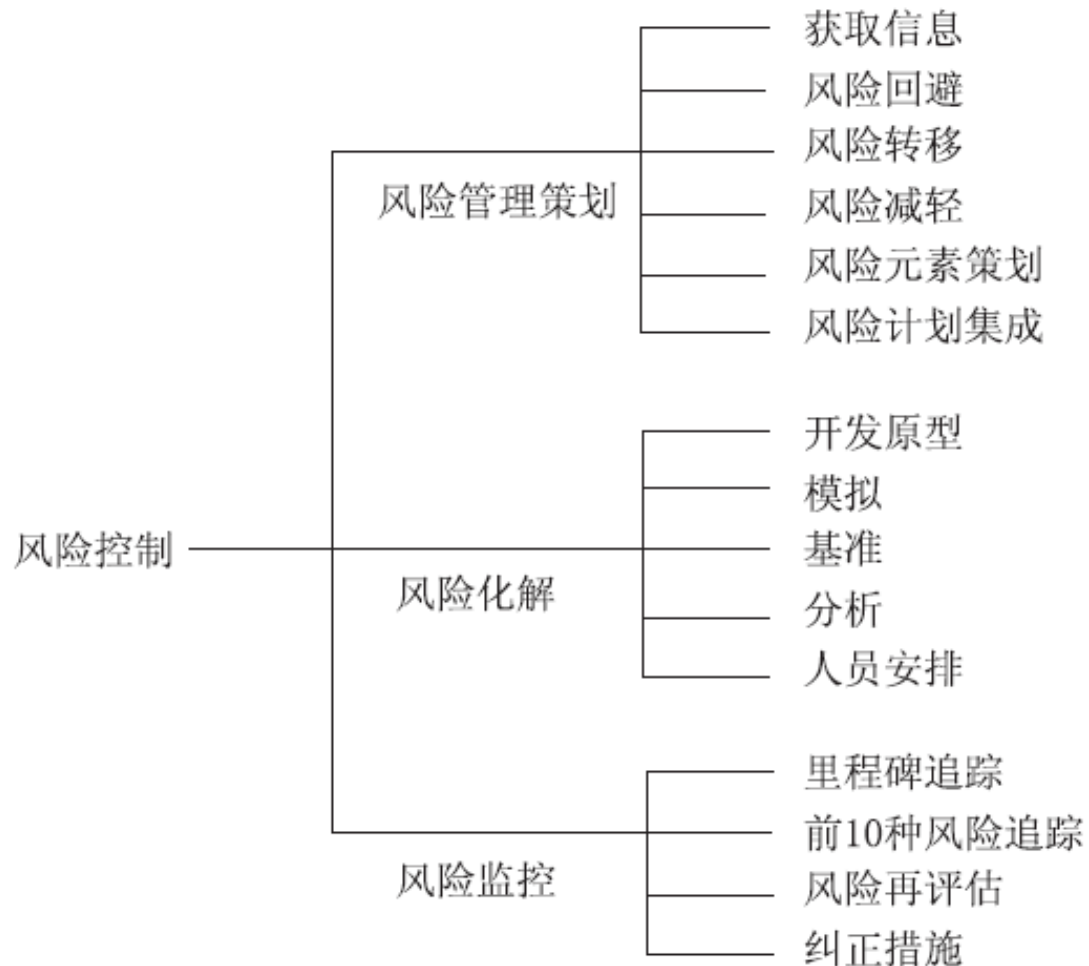 获取信息
风险回避
风险转移
风险管理策划
风险减轻
风险元素策划
风险计划集成
开发原型
模拟
风险控制
基准
风险化解
分析
人员安排
里程碑追踪
前10种风险追踪
风险监控
风险再评估
纠正措施